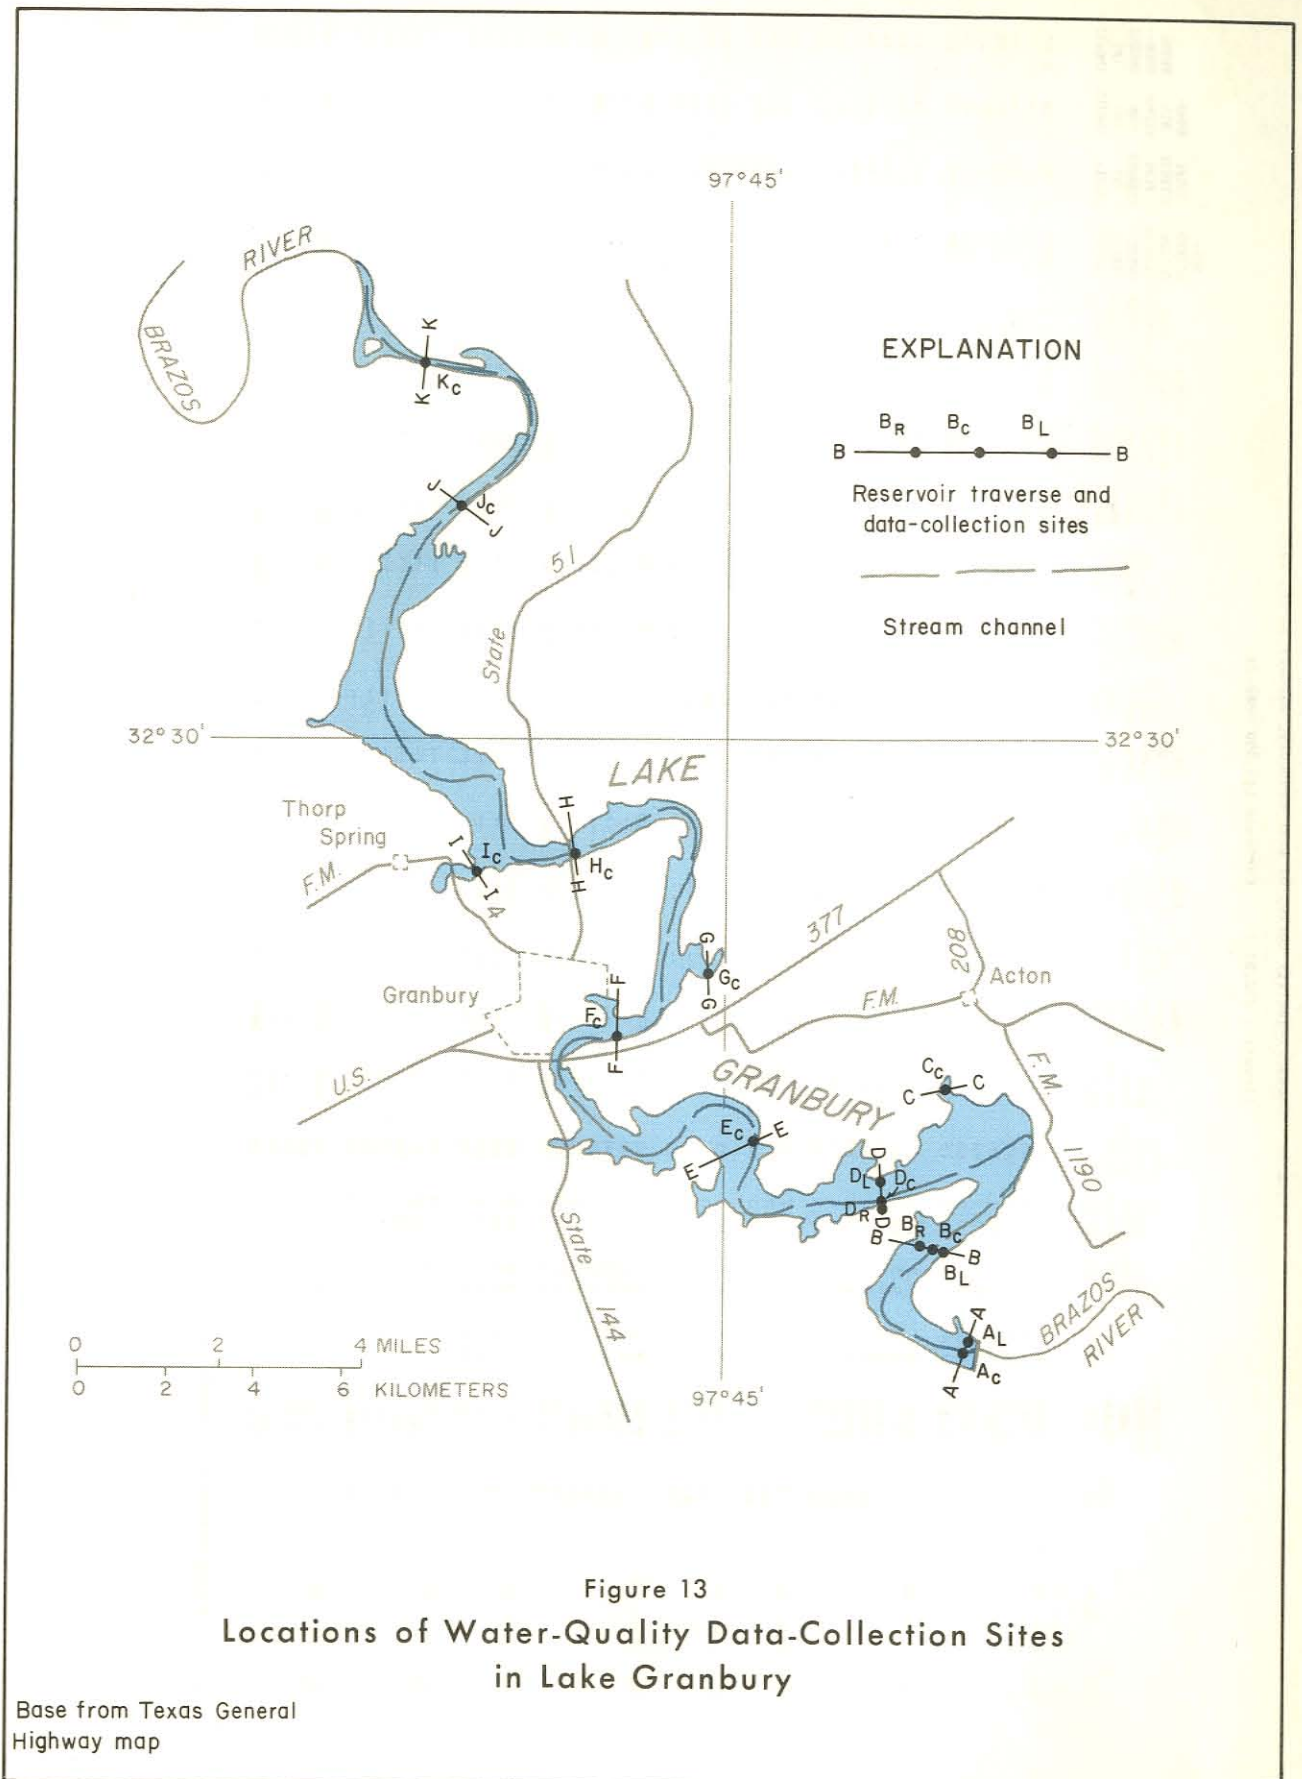 97°45'
RIVER
BRAZOS
K
K
Kc
EXPLANATION
BR Bc BL
B B
Reservoir traverse and
data-collection sites
Stream channel
J
Jc
J
51
State
32°30'
32°30'
LAKE
Thorp
Spring
F.M.
I
Ic
I
4
H
Hc
H
377
208
G
Gc
G
Acton
F.M.
Granbury
F
Fc
F
U.S.
GRANBURY
Cc
C C
F.M.
1190
Ec E
E
D
DL Dc
DR
D
B BR Bc
B
BL
State
144
A
AL
Ac
A
BRAZOS
RIVER
0 2 4 MILES
0 2 4 6 KILOMETERS
97°45'
Figure 13
Locations of Water-Quality Data-Collection Sites
in Lake Granbury
Base from Texas General
Highway map